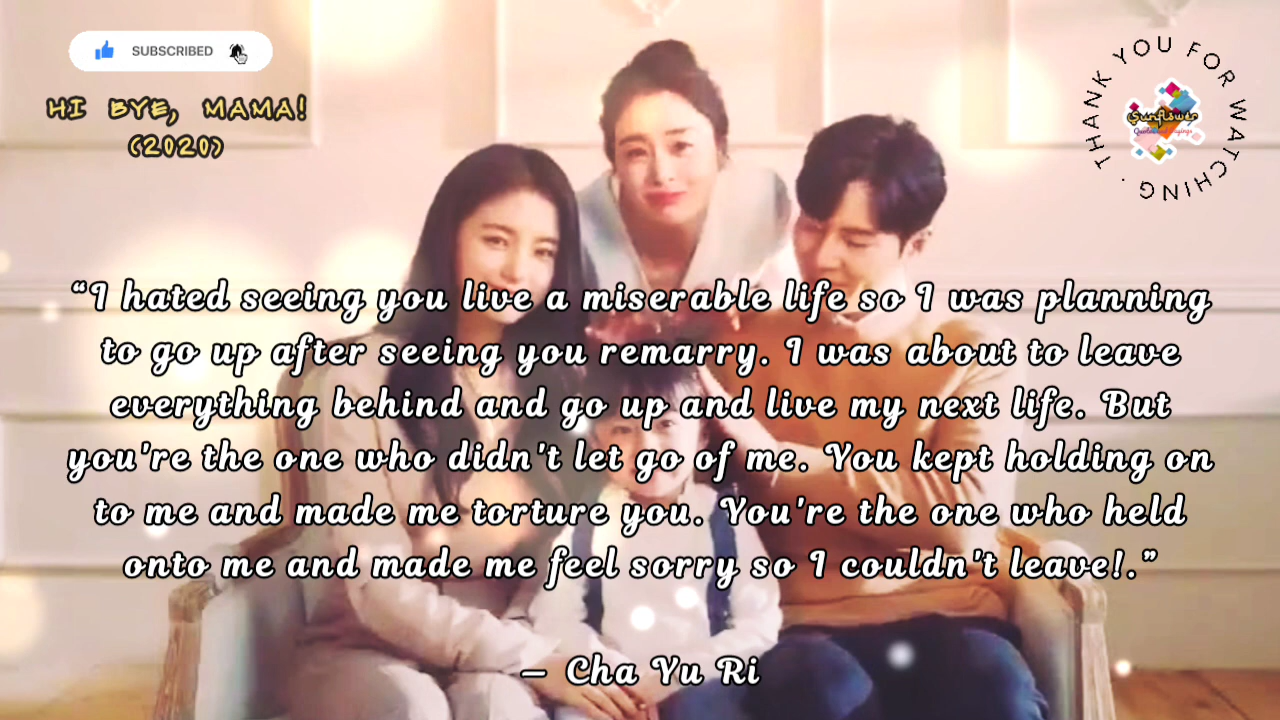 SUBSCRIBED
HI BYE, MAMA!
(2020)
THANK YOU FOR WATCHING .
Sunflower
Quotes and Sayings
“I hated seeing you live a miserable life so I was planning
to go up after seeing you remarry. I was about to leave
everything behind and go up and live my next life. But
you're the one who didn't let go of me. You kept holding on
to me and made me torture you. You're the one who held
onto me and made me feel sorry so I couldn't leave!.”
– Cha Yu Ri